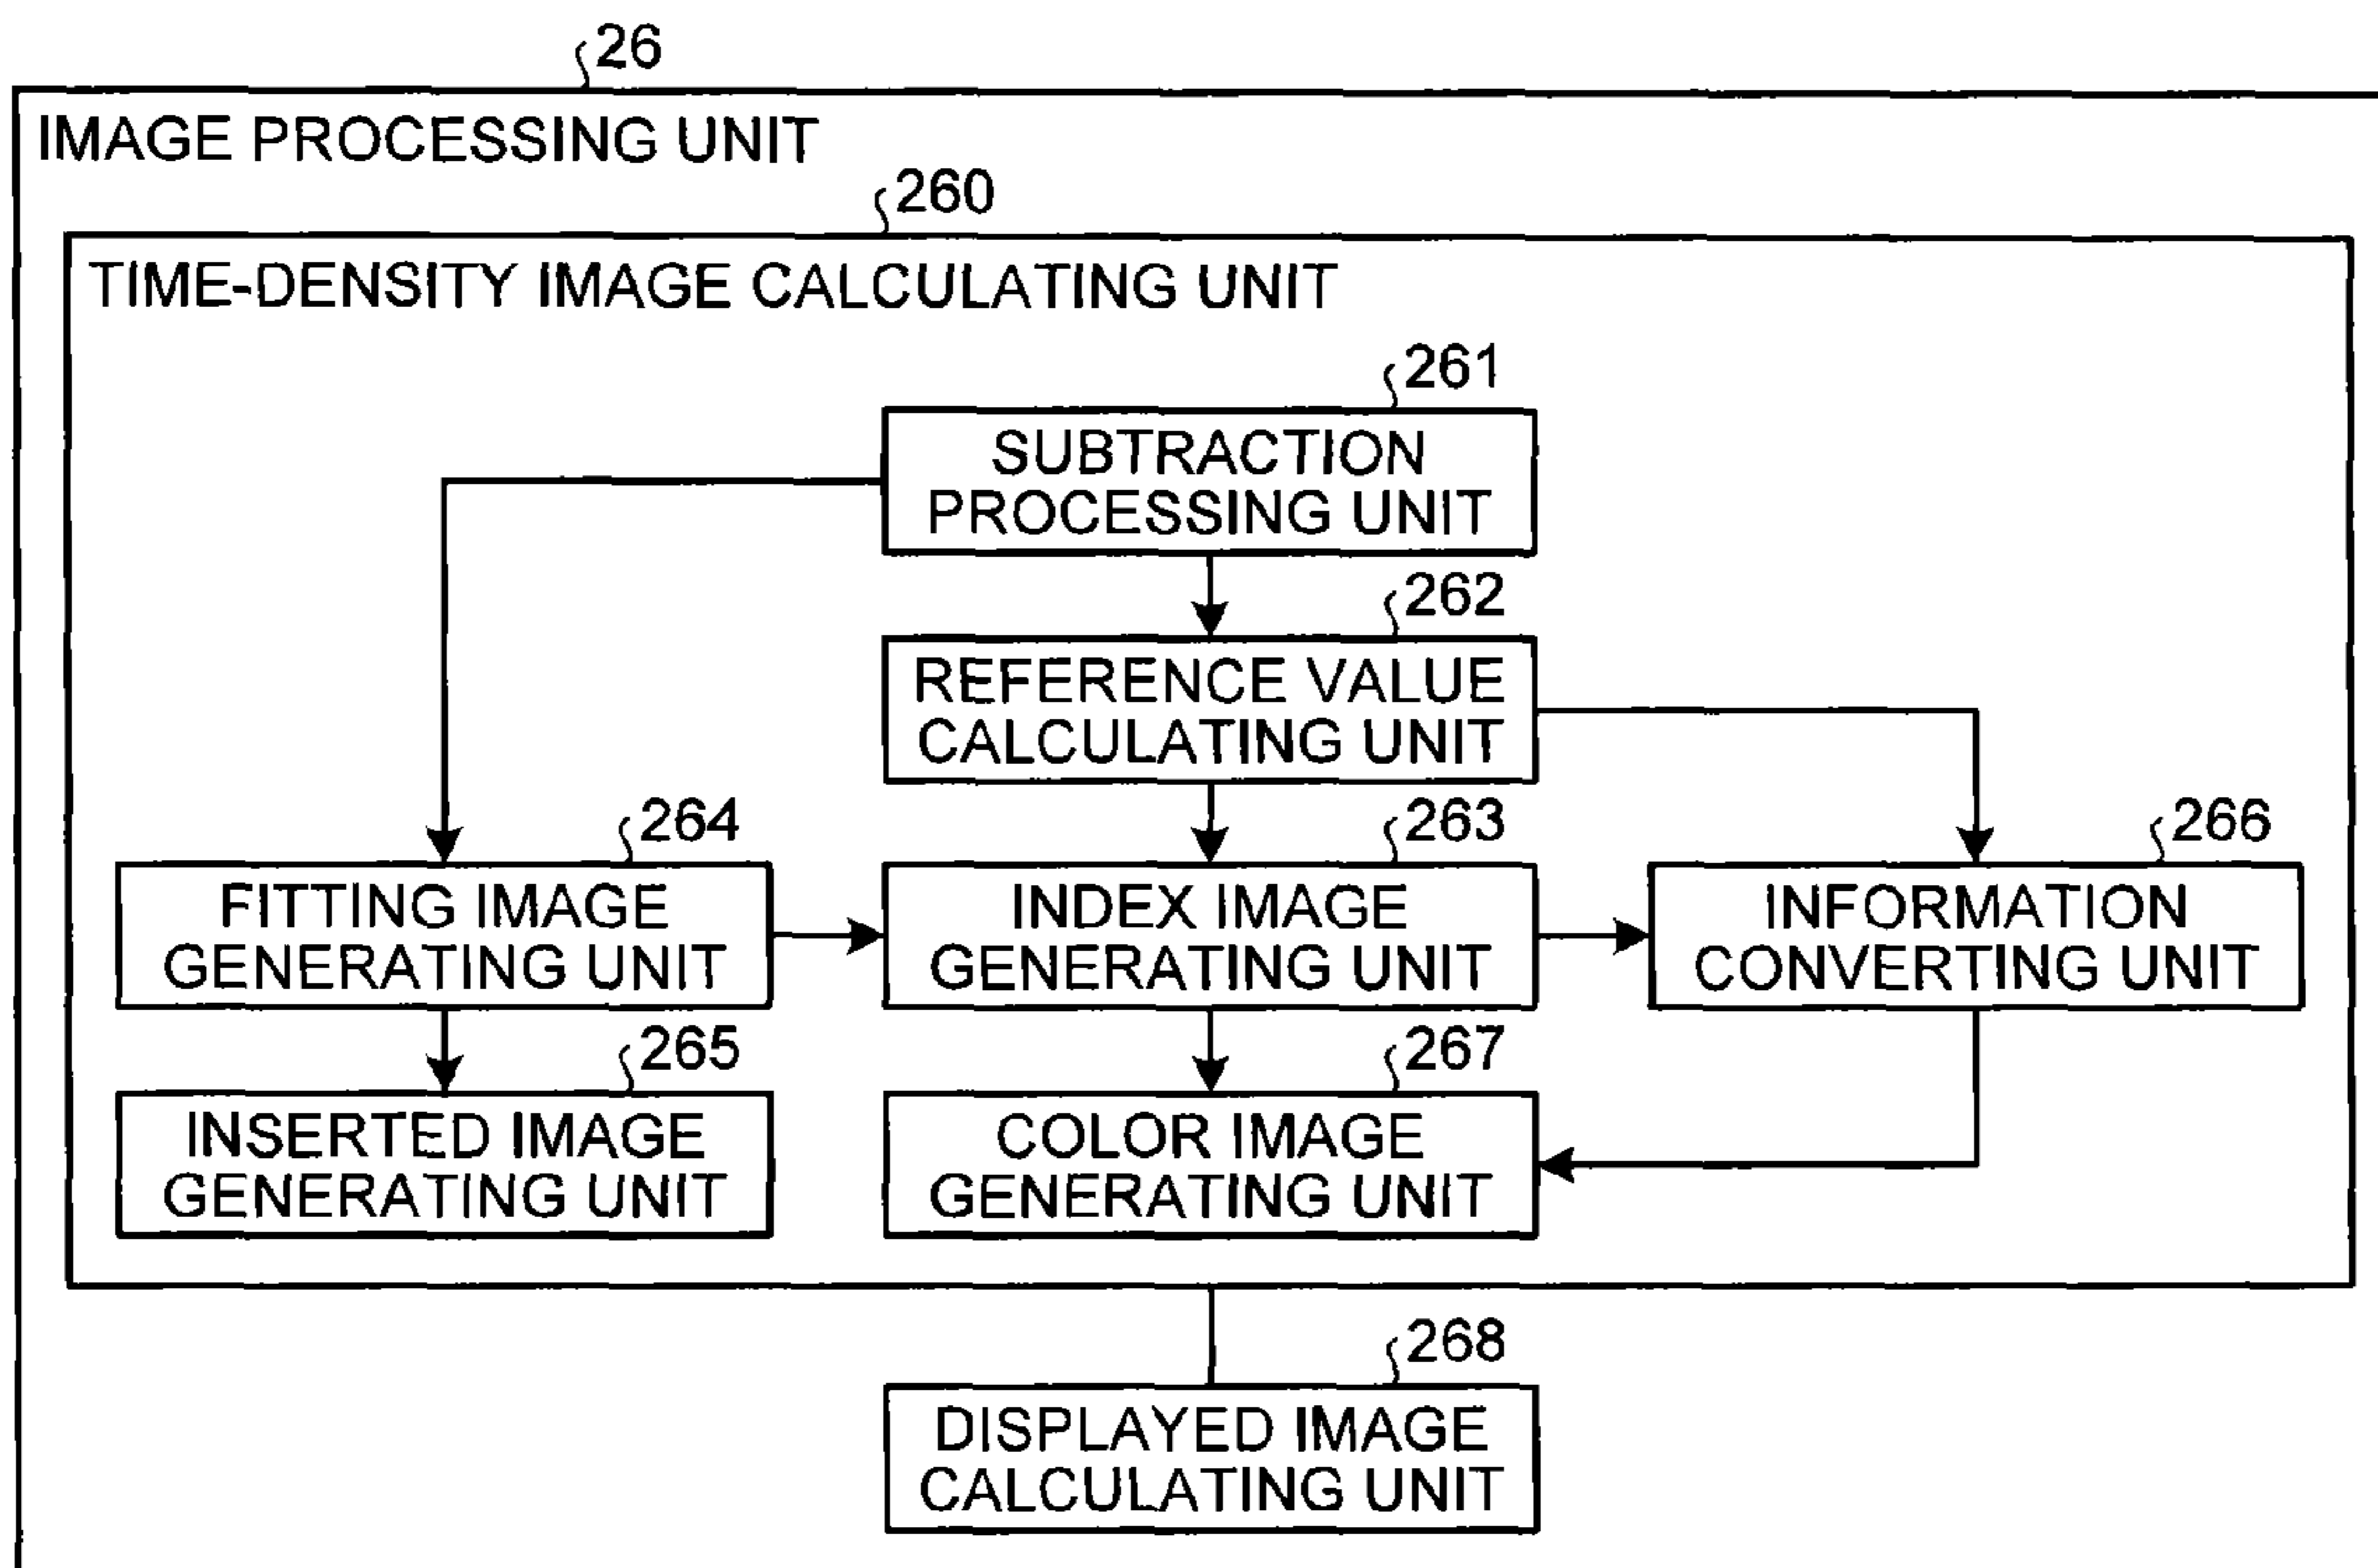 26
IMAGE PROCESSING UNIT
260
TIME-DENSITY IMAGE CALCULATING UNIT
261
SUBTRACTION
PROCESSING UNIT
262
REFERENCE VALUE
CALCULATING UNIT
264
FITTING IMAGE
GENERATING UNIT
263
INDEX IMAGE
GENERATING UNIT
266
INFORMATION
CONVERTING UNIT
265
INSERTED IMAGE
GENERATING UNIT
267
COLOR IMAGE
GENERATING UNIT
268
DISPLAYED IMAGE
CALCULATING UNIT